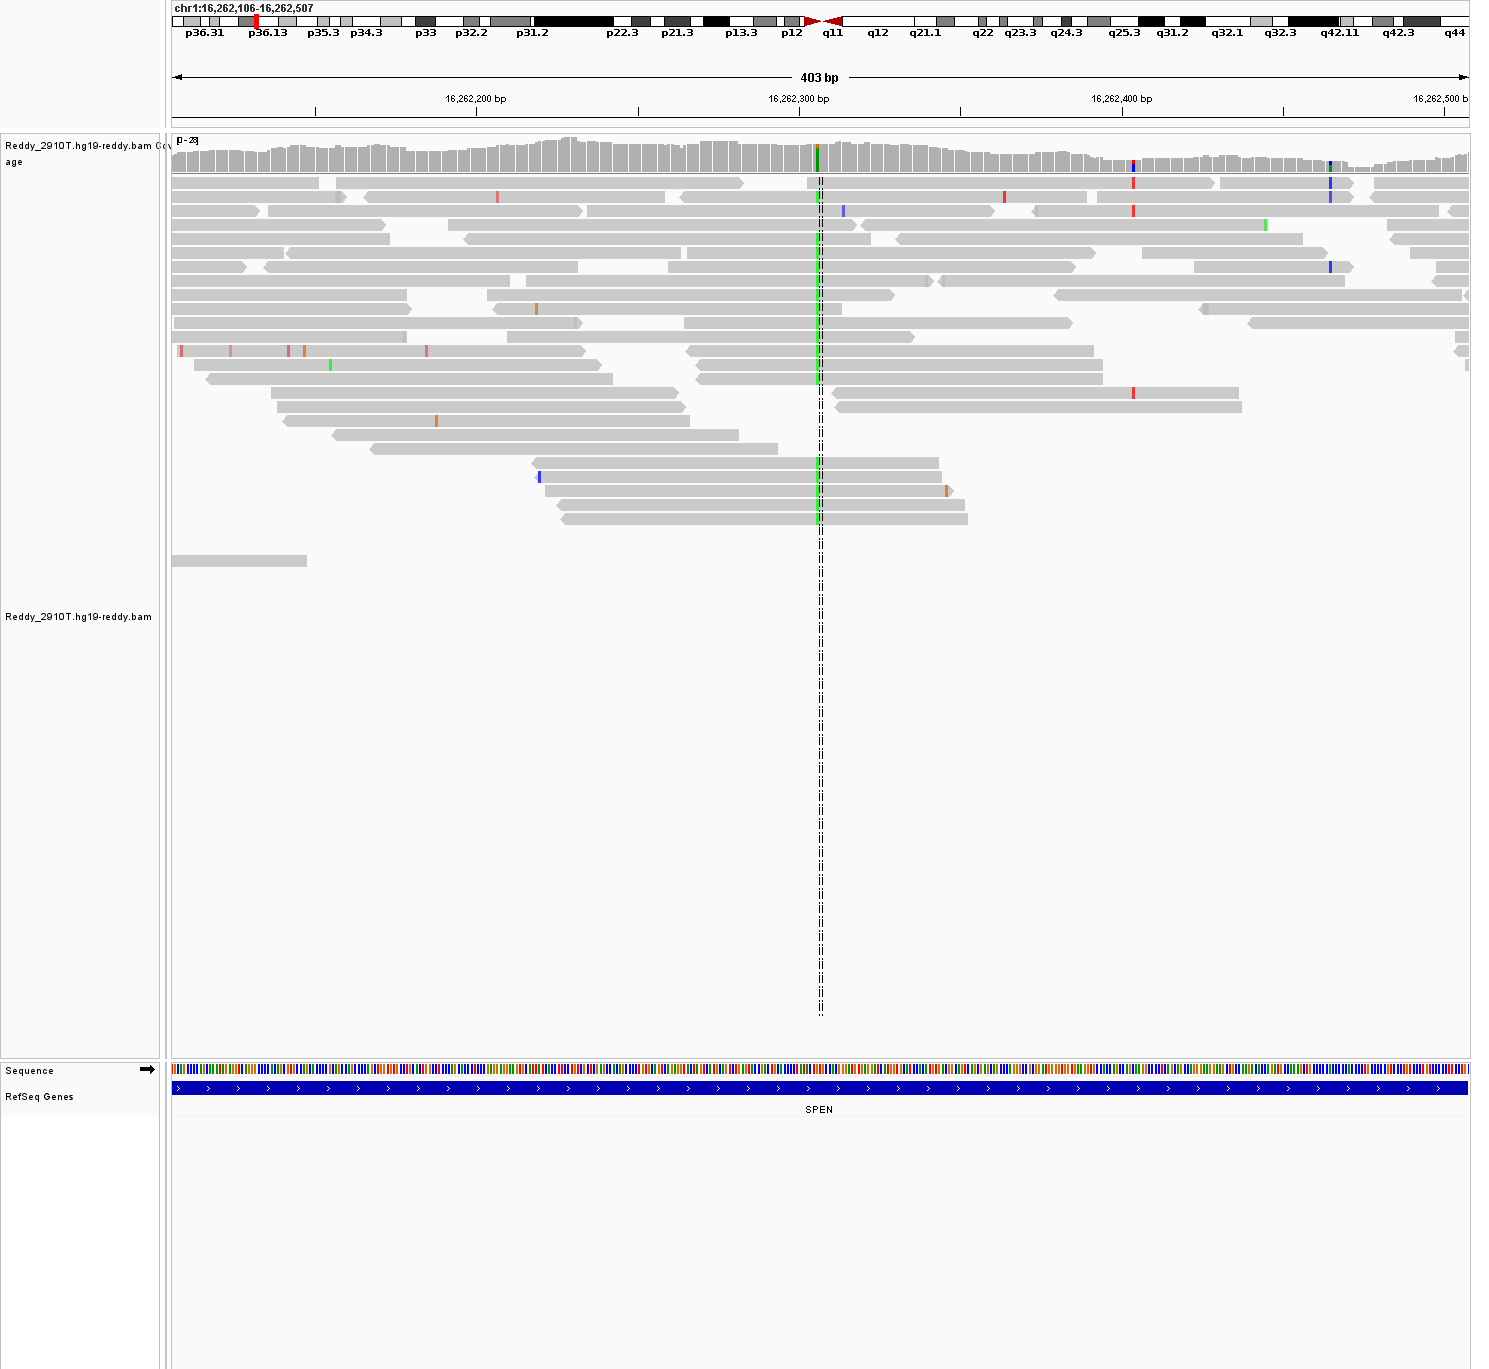 chr1:16,262,106-16,262,507
p36.31 p36.13 p35.3 p34.3 p33 p32.2 p31.2 p22.3 p21.3 p13.3 p12 q11 q12 q21.1 q22 q23.3 q24.3 q25.3 q31.2 q32.1 q32.3 q42.11 q42.3 q44
403 bp
16,262,200 bp 16,262,300 bp 16,262,400 bp 16,262,500 b
Reddy_2910T.hg19-reddy.bam Cov
age
Reddy_2910T.hg19-reddy.bam
Sequence
RefSeq Genes
SPEN